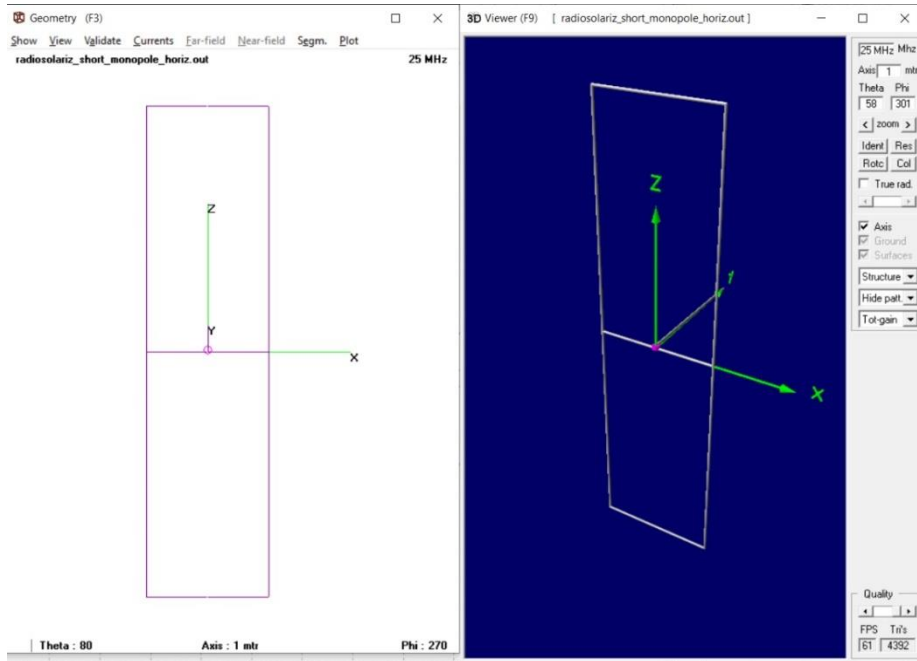 Geometry (F3)
Show View Validate Currents Far-field Near-field Segm. Plot
radiosolariz_short_monopole_horiz.out 25 MHz
Z
Y
X
Theta : 80 Axis : 1 mtr Phi : 270
3D Viewer (F9) [ radiosolariz_short_monopole_horiz.out ]
Z
X
25 MHz Mhz
Axis 1 mtr
Theta Phi
58 301
< zoom >
Ident Res
Rotc Col
True rad.
Axis
Ground
Surfaces
Structure
Hide patt.
Tot-gain
Quality
FPS Tri's
61 4392